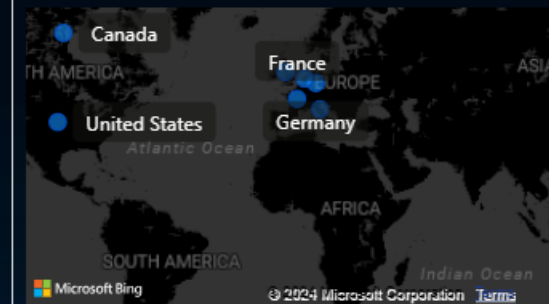 Canada
France
TH AMERICA
EUROPE
ASIA
United States
Germany
Atlantic Ocean
AFRICA
SOUTH AMERICA
Indian Ocean
Microsoft Bing
© 2024 Microsoft Corporation Terms